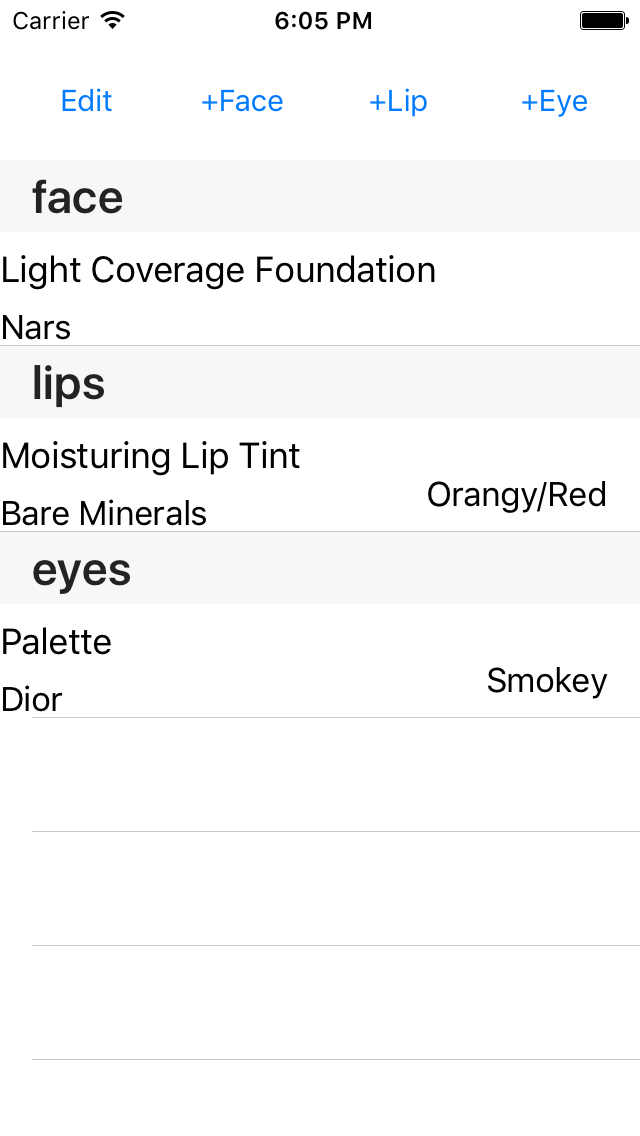 Carrier 6:05 PM
Edit +Face +Lip +Eye
face
Light Coverage Foundation
Nars
lips
Moisturing Lip Tint
Orangy/Red
Bare Minerals
eyes
Palette
Smokey
Dior